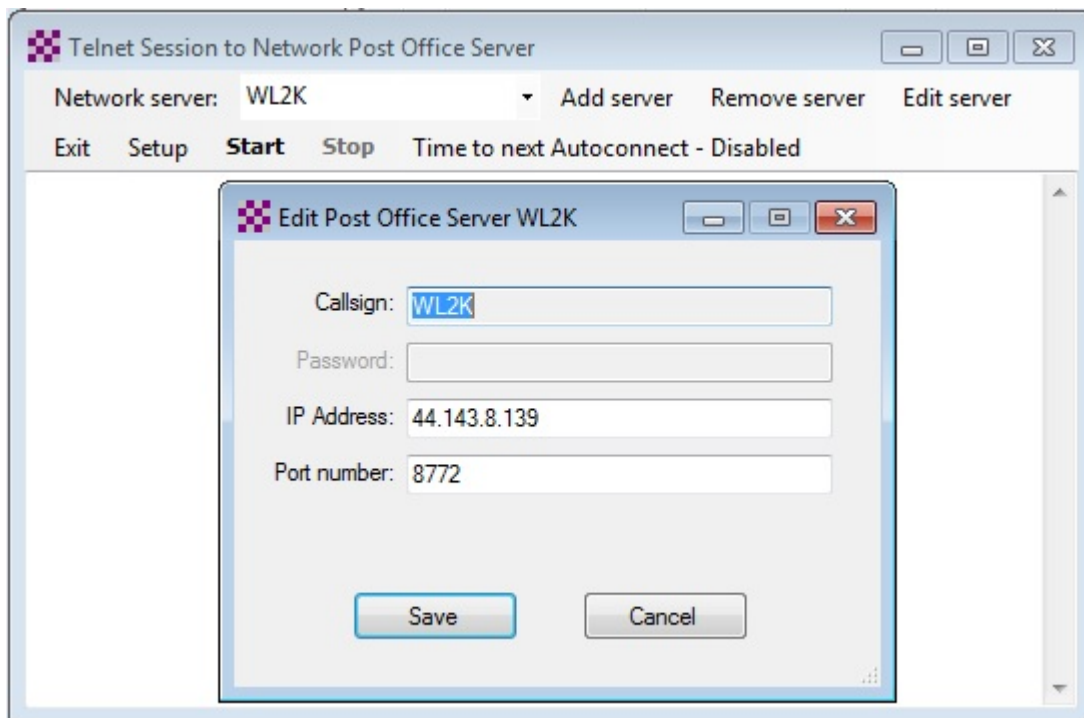 Telnet Session to Network Post Office Server
Network server: WL2K Add server Remove server Edit server
Exit Setup Start Stop Time to next Autoconnect - Disabled
Edit Post Office Server WL2K
Callsign: WL2K
Password:
IP Address: 44.143.8.139
Port number: 8772
Save Cancel